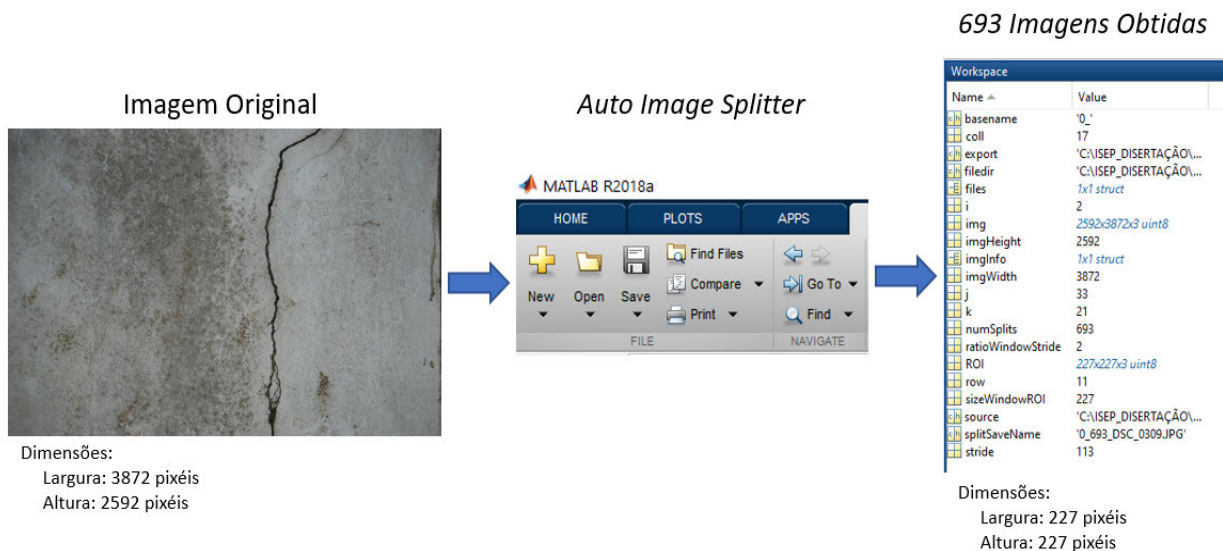 693 Imagens Obtidas
Imagem Original
Auto Image Splitter
Dimensões:
Largura: 3872 pixéis
Altura: 2592 pixéis
MATLAB R2018a
HOME PLOTS APPS
New Open Save
Find Files
Compare
Print
Go To
Find
FILE NAVIGATE
Workspace
Name Value
basename '0_'
coll 17
export 'C:\ISEP_DISERTAÇÃO\...
filedir 'C:\ISEP_DISERTAÇÃO\...
files 1x1 struct
i 2
img 2592x3872x3 uint8
imgHeight 2592
imgInfo 1x1 struct
imgWidth 3872
j 33
k 21
numSplits 693
ratioWindowStride 2
ROI 227x227x3 uint8
row 11
sizeWindowROI 227
source 'C:\ISEP_DISERTAÇÃO\...
splitSaveName '0_693_DSC_0309.JPG'
stride 113
Dimensões:
Largura: 227 pixéis
Altura: 227 pixéis